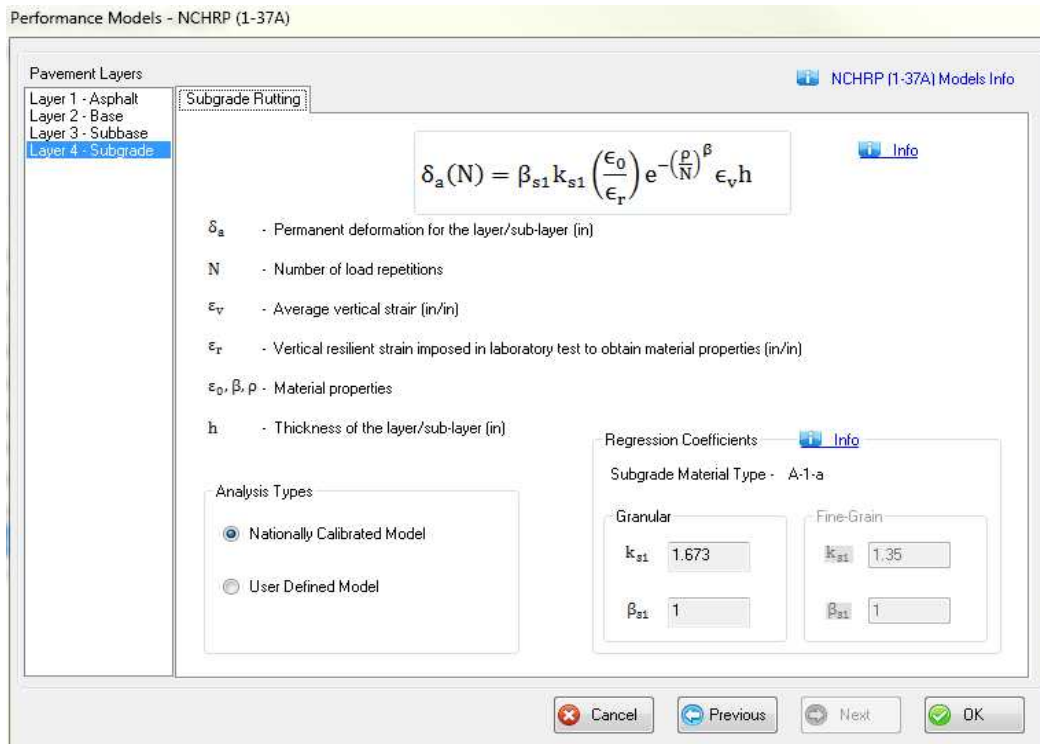 Performance Models - NCHRP (1-37A)
Pavement Layers
Layer 1 - Asphalt
Layer 2 - Base
Layer 3 - Subbase
Layer 4 - Subgrade
NCHRP (1-37A) Models Info
Subgrade Rutting
Info
δₐ(N) = βₛ₁kₛ₁(ϵ₀/ϵᵣ)e^−(ρ/N)^β ϵᵥh
δₐ - Permanent deformation for the layer/sub-layer (in)
N - Number of load repetitions
εᵥ - Average vertical strain (in/in)
εᵣ - Vertical resilient strain imposed in laboratory test to obtain material properties (in/in)
ε₀, β, ρ - Material properties
h - Thickness of the layer/sub-layer (in)
Analysis Types
Nationally Calibrated Model
User Defined Model
Regression Coefficients Info
Subgrade Material Type - A-1-a
Granular
kₛ₁ 1.673
βₛ₁ 1
Fine-Grain
kₛ₁ 1.35
βₛ₁ 1
Cancel
Previous
Next
OK